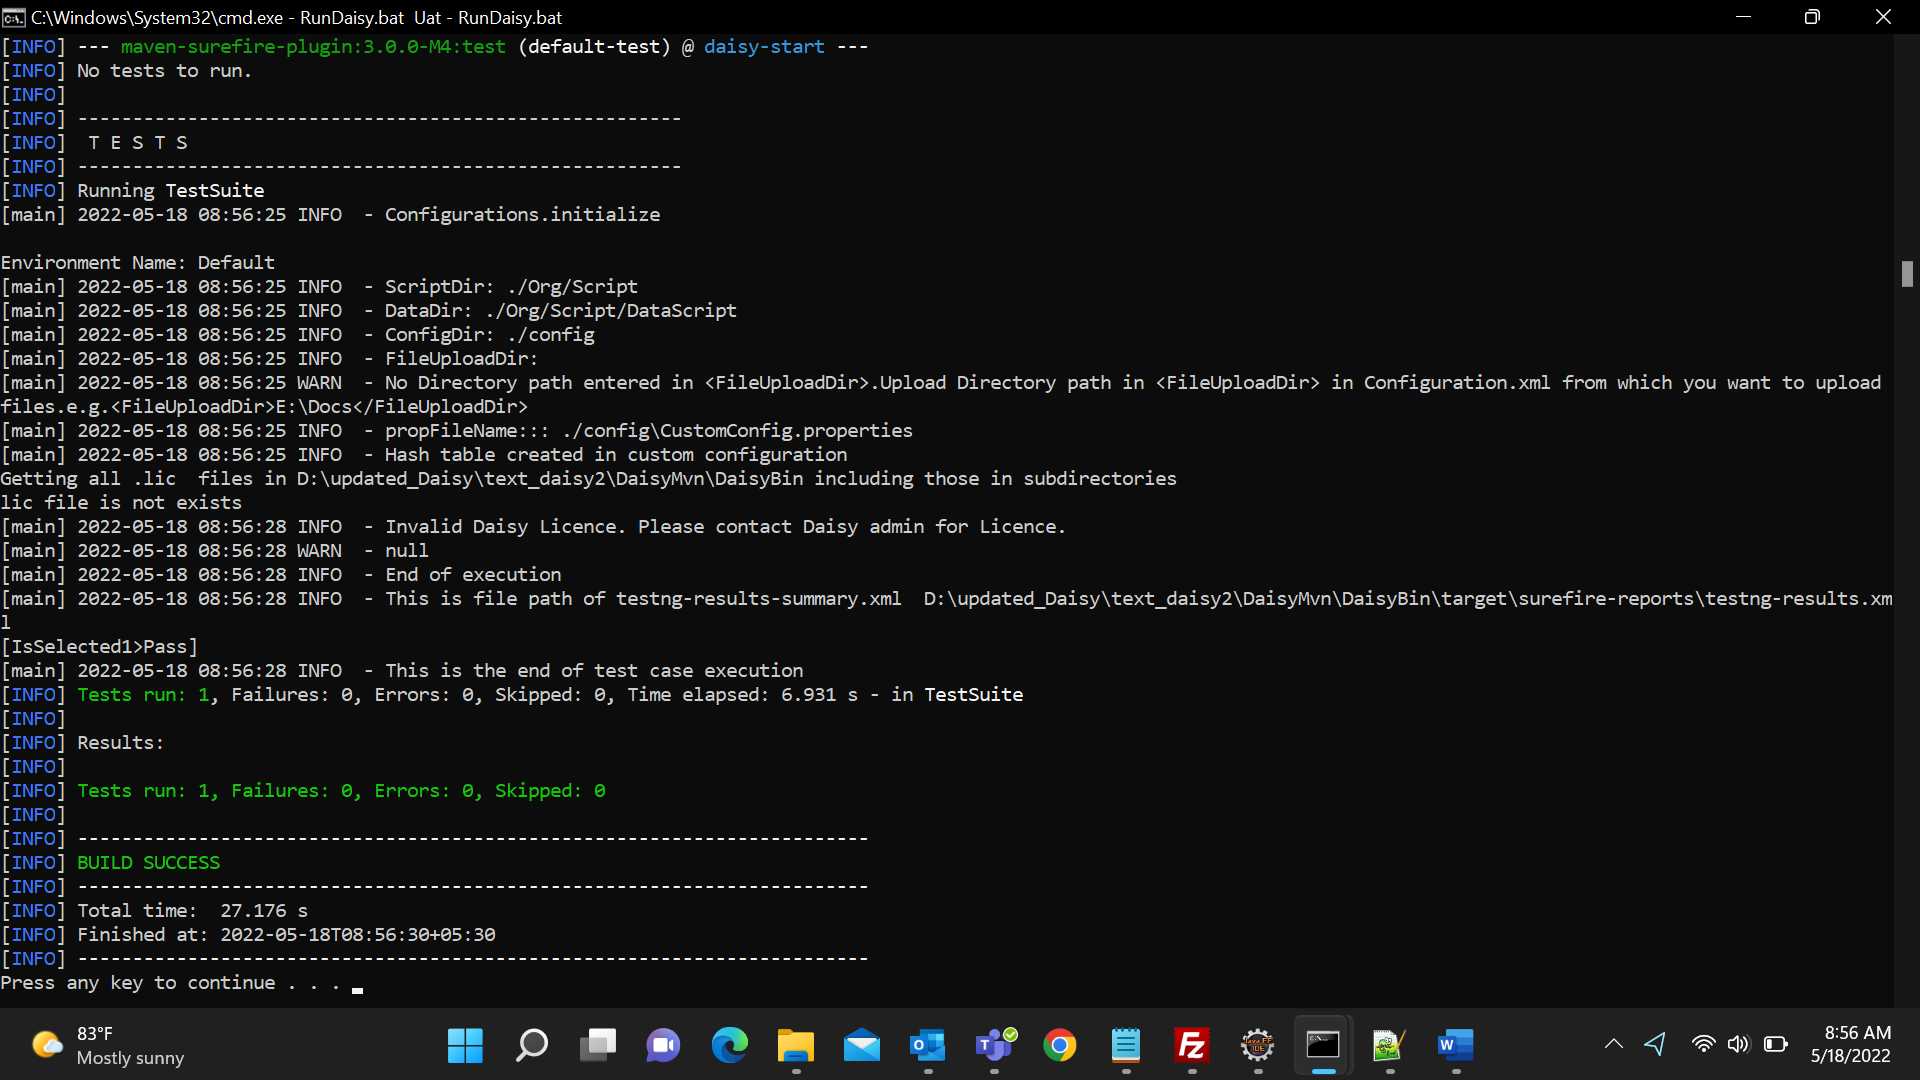 C:\Windows\System32\cmd.exe - RunDaisy.bat  Uat - RunDaisy.bat
[INFO] --- maven-surefire-plugin:3.0.0-M4:test (default-test) @ daisy-start ---
[INFO] No tests to run.
[INFO]
[INFO] -------------------------------------------------------
[INFO]  T E S T S
[INFO] -------------------------------------------------------
[INFO] Running TestSuite
[main] 2022-05-18 08:56:25 INFO  - Configurations.initialize
Environment Name: Default
[main] 2022-05-18 08:56:25 INFO  - ScriptDir: ./Org/Script
[main] 2022-05-18 08:56:25 INFO  - DataDir: ./Org/Script/DataScript
[main] 2022-05-18 08:56:25 INFO  - ConfigDir: ./config
[main] 2022-05-18 08:56:25 INFO  - FileUploadDir:
[main] 2022-05-18 08:56:25 WARN  - No Directory path entered in <FileUploadDir>.Upload Directory path in <FileUploadDir> in Configuration.xml from which you want to upload
files.e.g.<FileUploadDir>E:\Docs</FileUploadDir>
[main] 2022-05-18 08:56:25 INFO  - propFileName::: ./config\CustomConfig.properties
[main] 2022-05-18 08:56:25 INFO  - Hash table created in custom configuration
Getting all .lic  files in D:\updated_Daisy\text_daisy2\DaisyMvn\DaisyBin including those in subdirectories
lic file is not exists
[main] 2022-05-18 08:56:28 INFO  - Invalid Daisy Licence. Please contact Daisy admin for Licence.
[main] 2022-05-18 08:56:28 WARN  - null
[main] 2022-05-18 08:56:28 INFO  - End of execution
[main] 2022-05-18 08:56:28 INFO  - This is file path of testng-results-summary.xml  D:\updated_Daisy\text_daisy2\DaisyMvn\DaisyBin\target\surefire-reports\testng-results.xm
l
[IsSelected1>Pass]
[main] 2022-05-18 08:56:28 INFO  - This is the end of test case execution
[INFO] Tests run: 1, Failures: 0, Errors: 0, Skipped: 0, Time elapsed: 6.931 s - in TestSuite
[INFO]
[INFO] Results:
[INFO]
[INFO] Tests run: 1, Failures: 0, Errors: 0, Skipped: 0
[INFO]
[INFO] ------------------------------------------------------------------------
[INFO] BUILD SUCCESS
[INFO] ------------------------------------------------------------------------
[INFO] Total time:  27.176 s
[INFO] Finished at: 2022-05-18T08:56:30+05:30
[INFO] ------------------------------------------------------------------------
Press any key to continue . . .
83°F
Mostly sunny
8:56 AM
5/18/2022